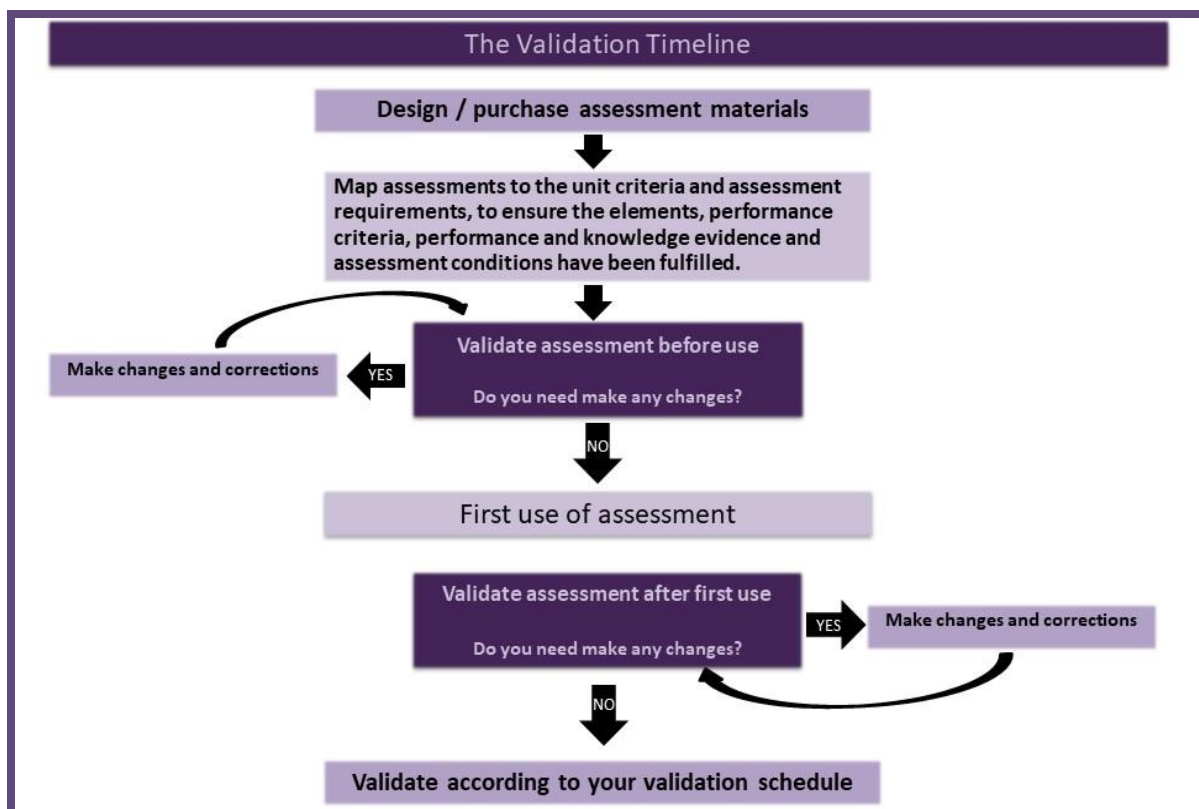 The Validation Timeline
Design / purchase assessment materials
Map assessments to the unit criteria and assessment
requirements, to ensure the elements, performance
criteria, performance and knowledge evidence and
assessment conditions have been fulfilled.
Validate assessment before use
Do you need make any changes?
YES
Make changes and corrections
NO
First use of assessment
Validate assessment after first use
Do you need make any changes?
YES
Make changes and corrections
NO
Validate according to your validation schedule